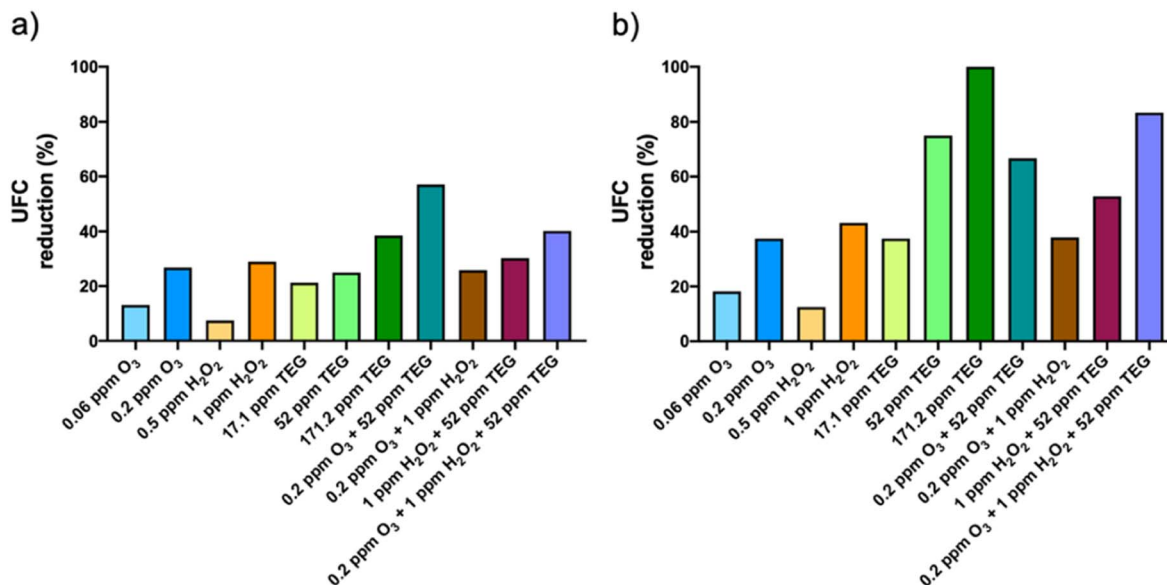 a)
UFC
reduction (%)
100
80
60
40
20
0
0.06 ppm O₃
0.2 ppm O₃
0.5 ppm H₂O₂
1 ppm H₂O₂
17.1 ppm TEG
52 ppm TEG
171.2 ppm TEG
0.2 ppm O₃ + 52 ppm TEG
0.2 ppm O₃ + 1 ppm H₂O₂
1 ppm H₂O₂ + 52 ppm TEG
0.2 ppm O₃ + 1 ppm H₂O₂ + 52 ppm TEG
b)
UFC
reduction (%)
100
80
60
40
20
0
0.06 ppm O₃
0.2 ppm O₃
0.5 ppm H₂O₂
1 ppm H₂O₂
17.1 ppm TEG
52 ppm TEG
171.2 ppm TEG
0.2 ppm O₃ + 52 ppm TEG
0.2 ppm O₃ + 1 ppm H₂O₂
1 ppm H₂O₂ + 52 ppm TEG
0.2 ppm O₃ + 1 ppm H₂O₂ + 52 ppm TEG